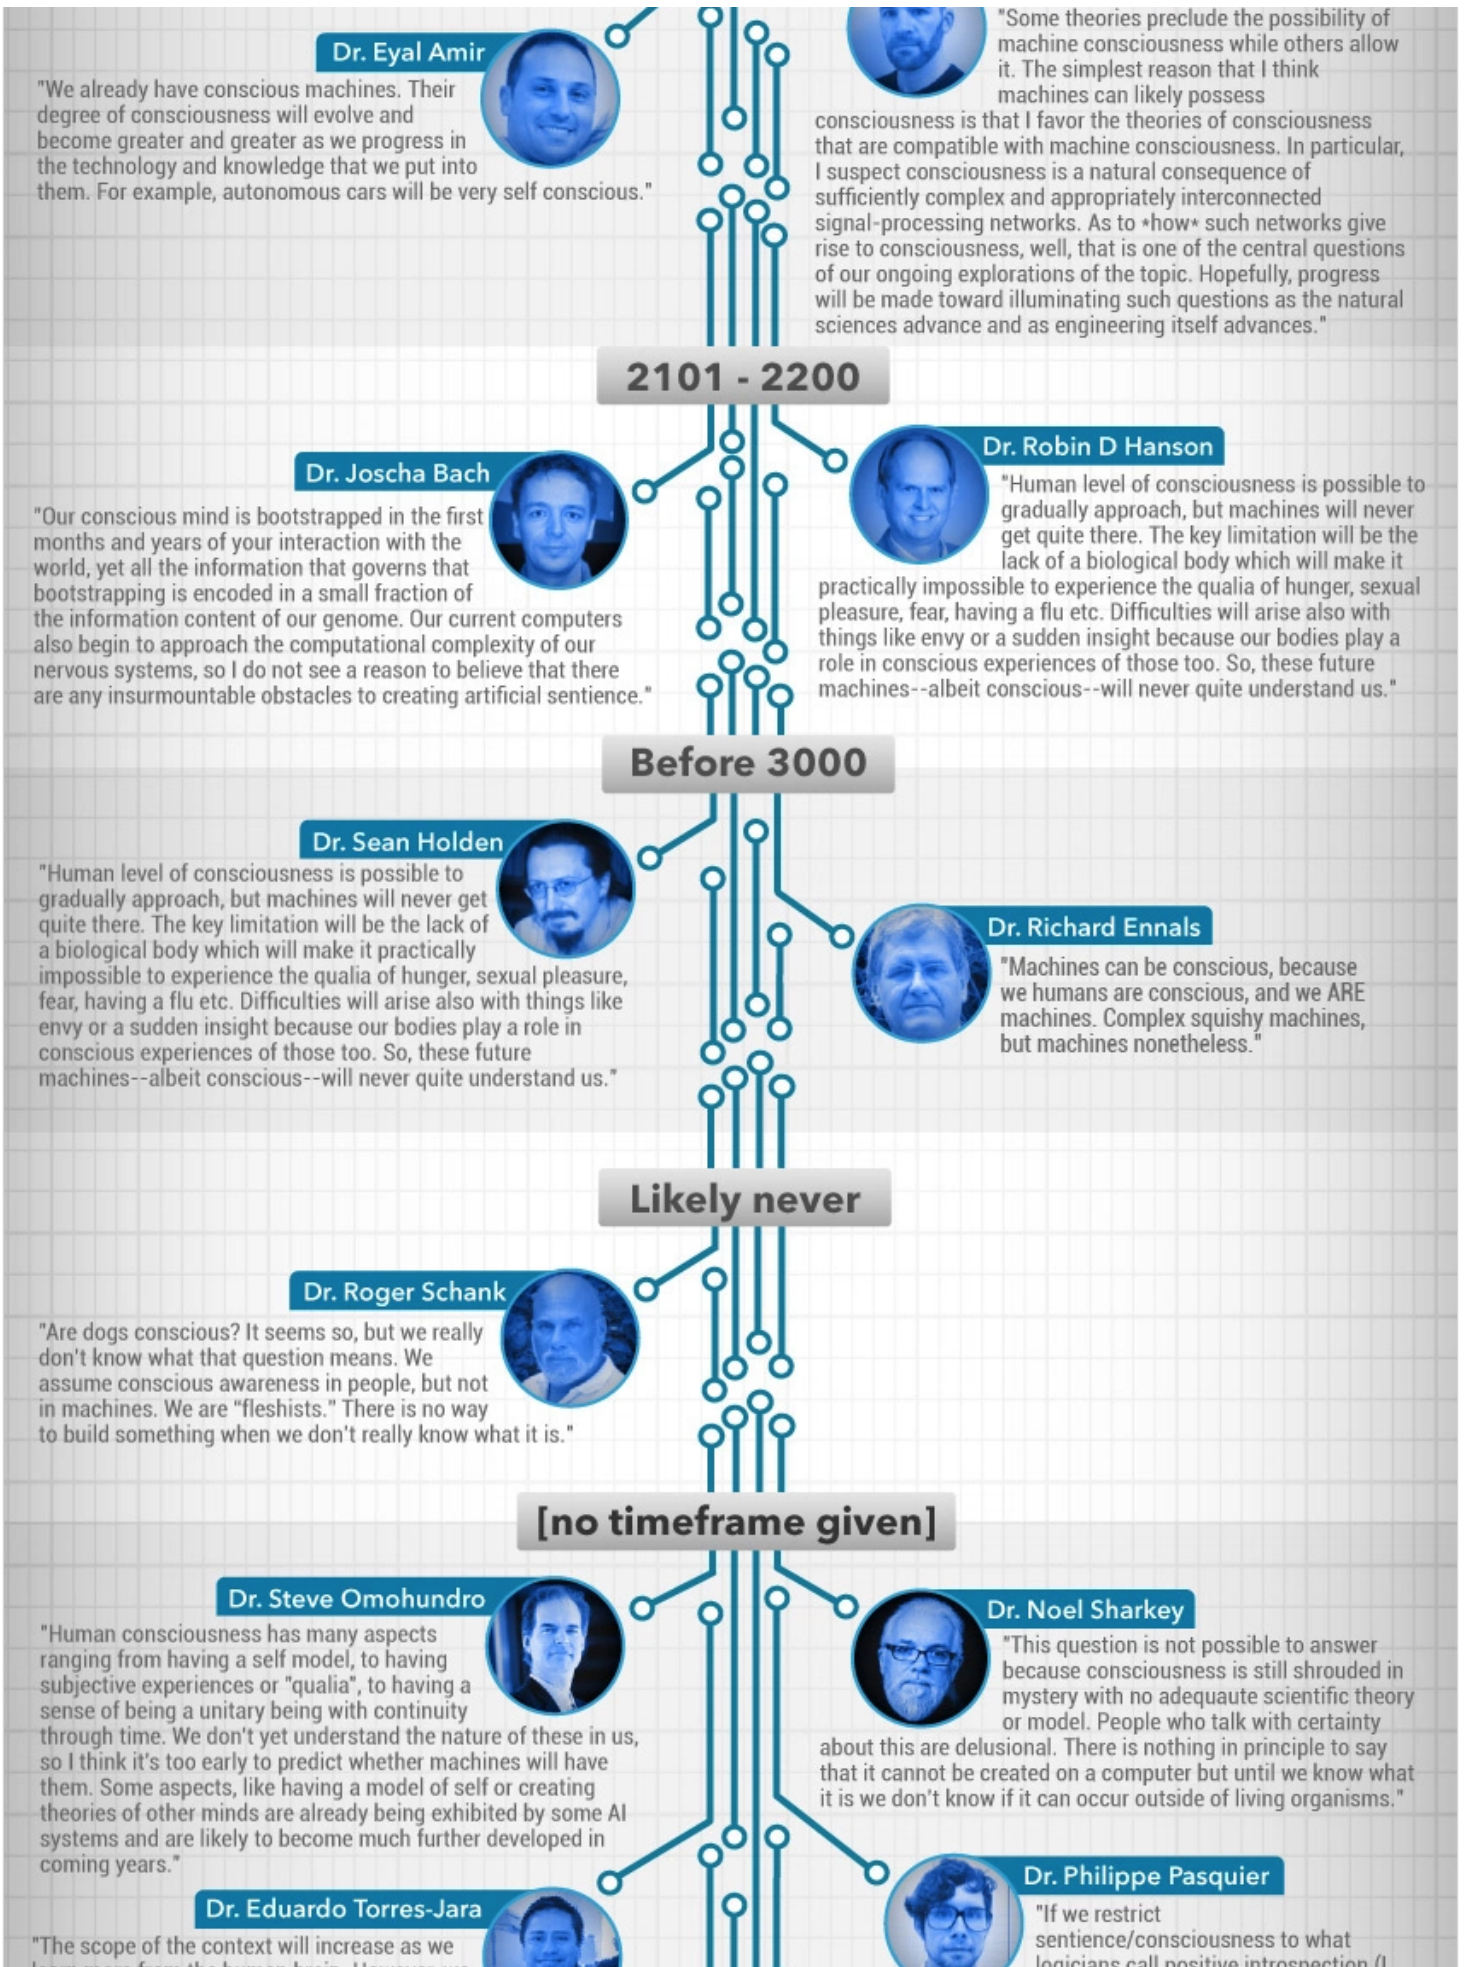 Dr. Eyal Amir
"We already have conscious machines. Their
degree of consciousness will evolve and
become greater and greater as we progress in
the technology and knowledge that we put into
them. For example, autonomous cars will be very self conscious."
"Some theories preclude the possibility of
machine consciousness while others allow
it. The simplest reason that I think
machines can likely possess
consciousness is that I favor the theories of consciousness
that are compatible with machine consciousness. In particular,
I suspect consciousness is a natural consequence of
sufficiently complex and appropriately interconnected
signal-processing networks. As to *how* such networks give
rise to consciousness, well, that is one of the central questions
of our ongoing explorations of the topic. Hopefully, progress
will be made toward illuminating such questions as the natural
sciences advance and as engineering itself advances."
2101 - 2200
Dr. Joscha Bach
"Our conscious mind is bootstrapped in the first
months and years of your interaction with the
world, yet all the information that governs that
bootstrapping is encoded in a small fraction of
the information content of our genome. Our current computers
also begin to approach the computational complexity of our
nervous systems, so I do not see a reason to believe that there
are any insurmountable obstacles to creating artificial sentience."
Dr. Robin D Hanson
"Human level of consciousness is possible to
gradually approach, but machines will never
get quite there. The key limitation will be the
lack of a biological body which will make it
practically impossible to experience the qualia of hunger, sexual
pleasure, fear, having a flu etc. Difficulties will arise also with
things like envy or a sudden insight because our bodies play a
role in conscious experiences of those too. So, these future
machines--albeit conscious--will never quite understand us."
Before 3000
Dr. Sean Holden
"Human level of consciousness is possible to
gradually approach, but machines will never get
quite there. The key limitation will be the lack of
a biological body which will make it practically
impossible to experience the qualia of hunger, sexual pleasure,
fear, having a flu etc. Difficulties will arise also with things like
envy or a sudden insight because our bodies play a role in
conscious experiences of those too. So, these future
machines--albeit conscious--will never quite understand us."
Dr. Richard Ennals
"Machines can be conscious, because
we humans are conscious, and we ARE
machines. Complex squishy machines,
but machines nonetheless."
Likely never
Dr. Roger Schank
"Are dogs conscious? It seems so, but we really
don't know what that question means. We
assume conscious awareness in people, but not
in machines. We are "fleshists." There is no way
to build something when we don't really know what it is."
[no timeframe given]
Dr. Steve Omohundro
"Human consciousness has many aspects
ranging from having a self model, to having
subjective experiences or "qualia", to having a
sense of being a unitary being with continuity
through time. We don't yet understand the nature of these in us,
so I think it's too early to predict whether machines will have
them. Some aspects, like having a model of self or creating
theories of other minds are already being exhibited by some AI
systems and are likely to become much further developed in
coming years."
Dr. Noel Sharkey
"This question is not possible to answer
because consciousness is still shrouded in
mystery with no adequaute scientific theory
or model. People who talk with certainty
about this are delusional. There is nothing in principle to say
that it cannot be created on a computer but until we know what
it is we don't know if it can occur outside of living organisms."
Dr. Eduardo Torres-Jara
"The scope of the context will increase as we
learn more from the human brain. However we
Dr. Philippe Pasquier
"If we restrict
sentience/consciousness to what
logicians call positive introspection (I